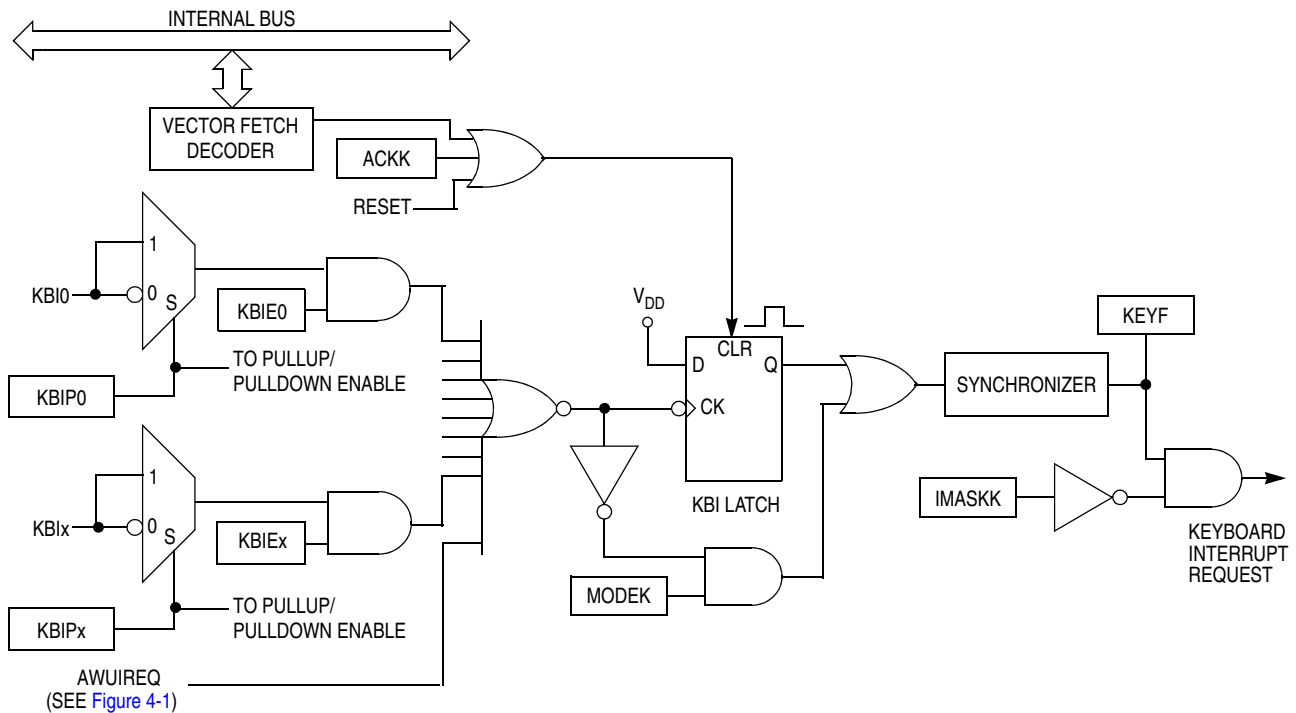 INTERNAL BUS
VECTOR FETCH
DECODER
ACKK
RESET
1
KBI0
0
S
KBIE0
TO PULLUP/
PULLDOWN ENABLE
KBIP0
VDD
CLR
D
Q
CK
KBI LATCH
SYNCHRONIZER
KEYF
1
KBIx
0
S
KBIEx
TO PULLUP/
PULLDOWN ENABLE
KBIPx
MODEK
IMASKK
KEYBOARD
INTERRUPT
REQUEST
AWUIREQ
(SEE Figure 4-1)